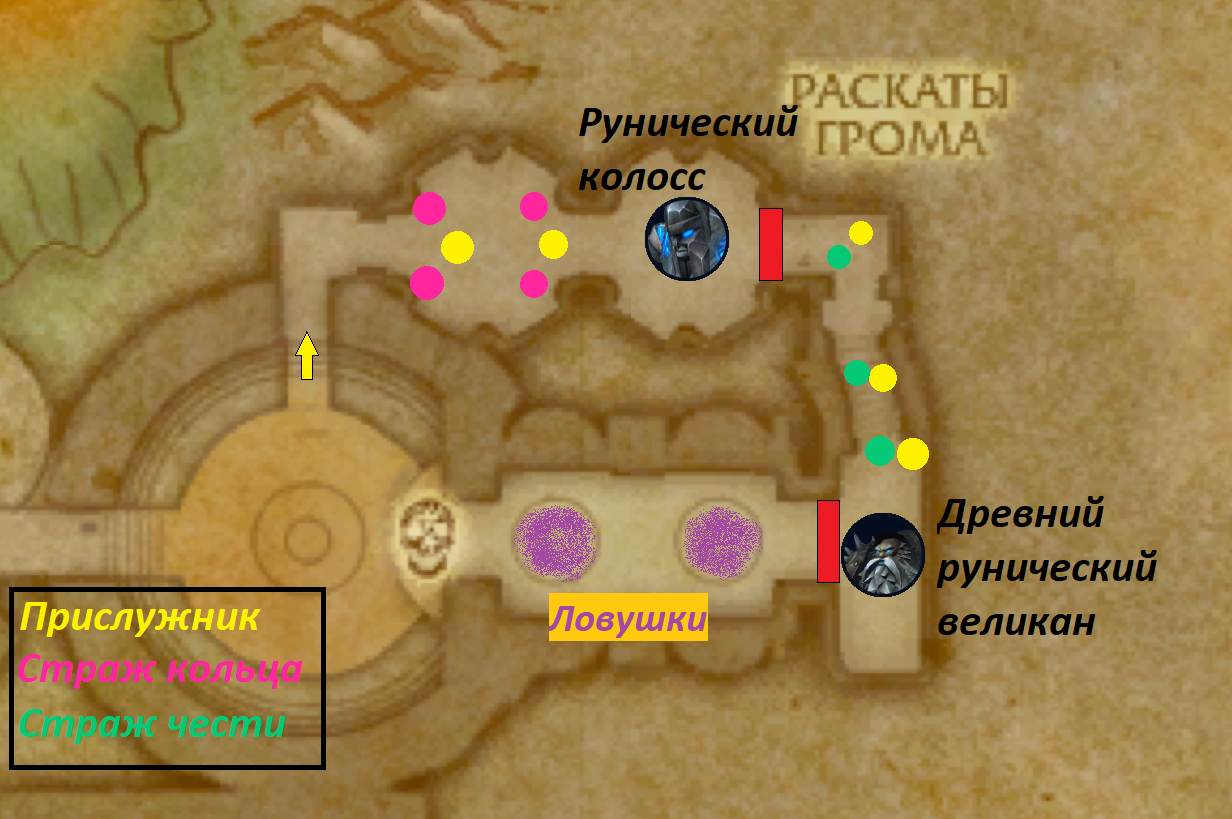 РАСКАТЫ
ГРОМА
Рунический
колосс
Древний
рунический
великан
Ловушки
Прислужник
Страж кольца
Страж чести